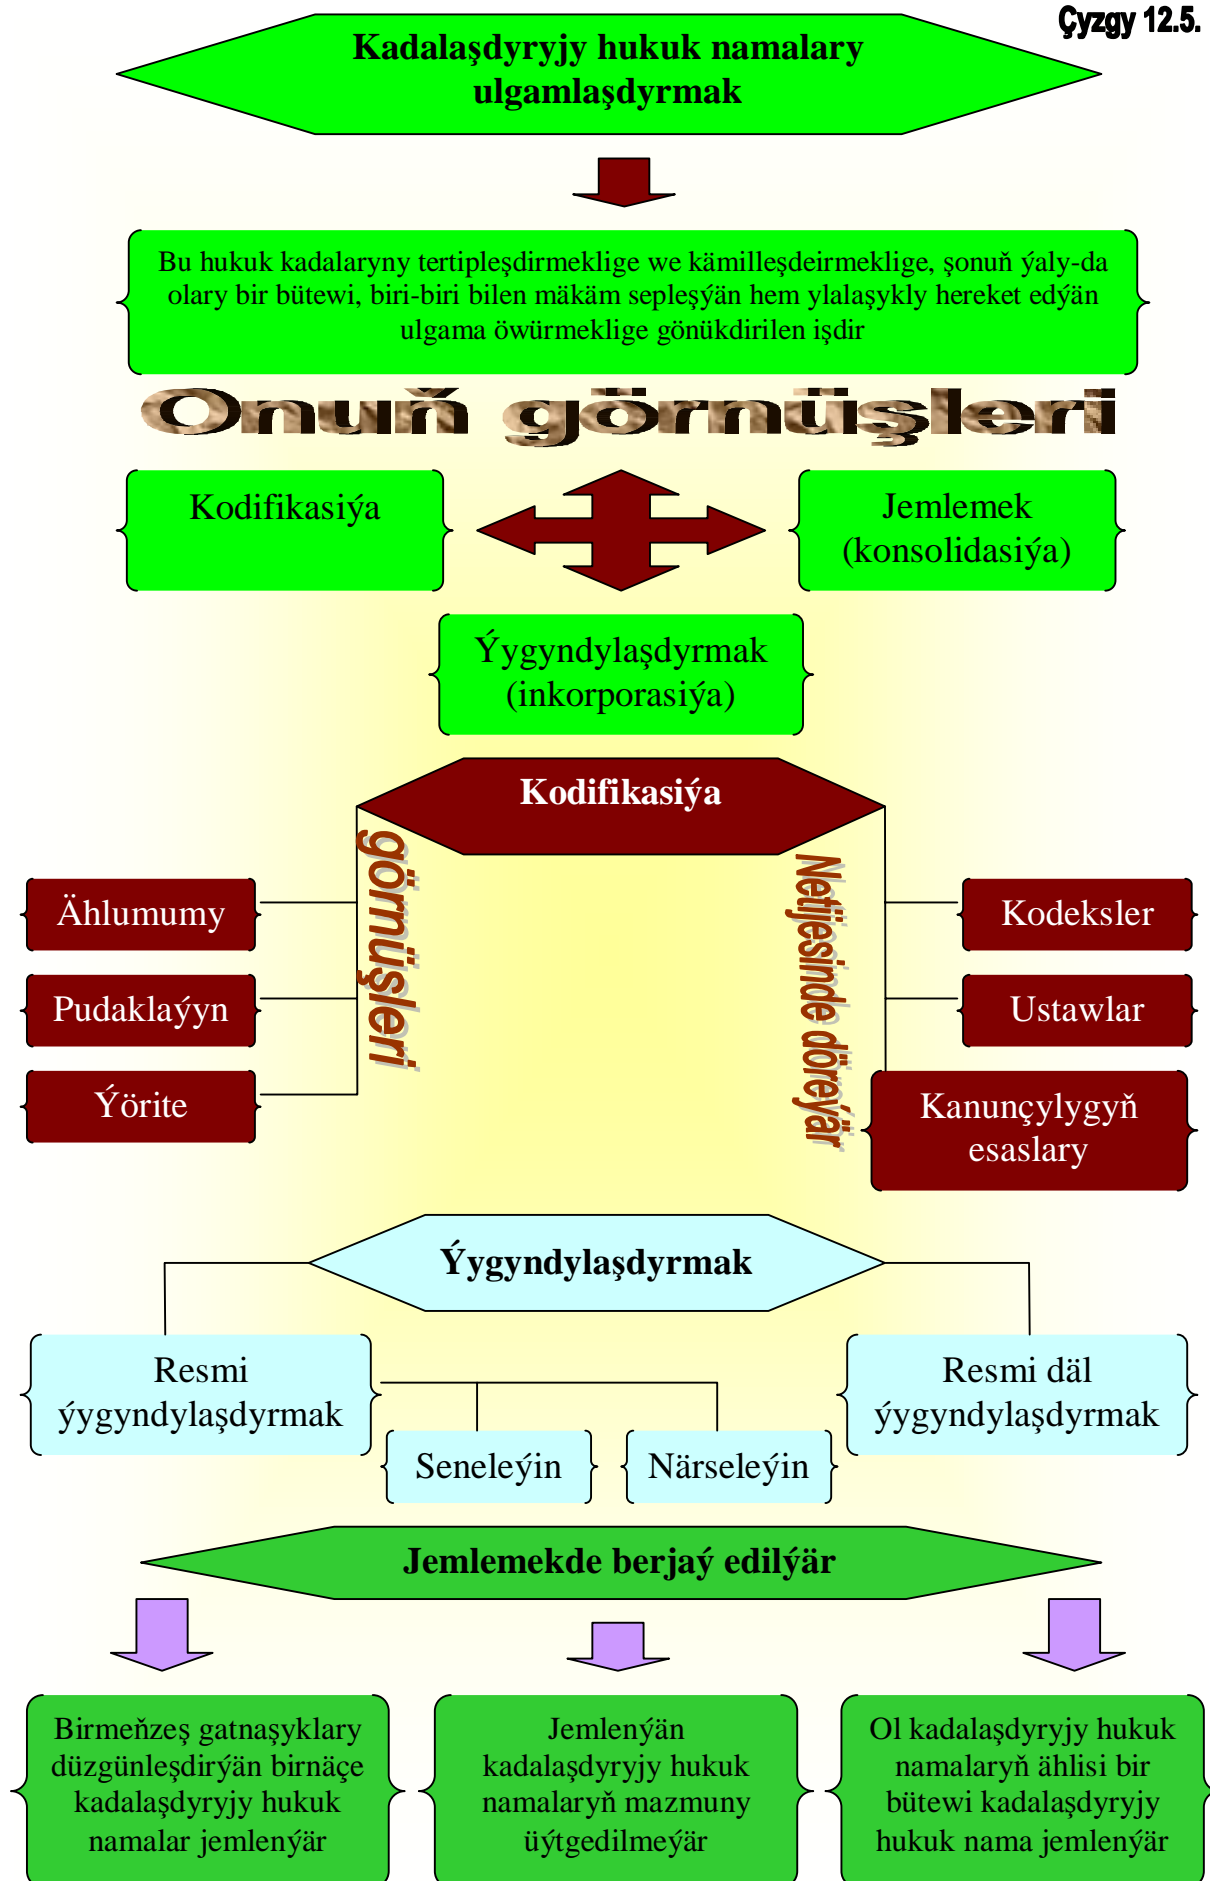 Çyzgy 12.5.
Kadalaşdyryjy hukuk namalary
ulgamlaşdyrmak
Bu hukuk kadalaryny tertipleşdirmeklige we kämilleşdeirmeklige, şonuň ýaly-da
olary bir bütewi, biri-biri bilen mäkäm sepleşýän hem ylalaşykly hereket edýän
ulgama öwürmeklige gönükdirilen işdir
Onuň görnüşleri
Kodifikasiýa
Jemlemek
(konsolidasiýa)
Ýygyndylaşdyrmak
(inkorporasiýa)
Kodifikasiýa
görnüşleri
Netijesinde döreýär
Ählumumy
Pudaklaýyn
Ýörite
Kodeksler
Ustawlar
Kanunçylygyň
esaslary
Ýygyndylaşdyrmak
Resmi
ýygyndylaşdyrmak
Resmi däl
ýygyndylaşdyrmak
Seneleýin
Närseleýin
Jemlemekde berjaý edilýär
Birmeňzeş gatnaşyklary
düzgünleşdirýän birnäçe
kadalaşdyryjy hukuk
namalar jemlenýär
Jemlenýän
kadalaşdyryjy hukuk
namalaryň mazmuny
üýtgedilmeýär
Ol kadalaşdyryjy hukuk
namalaryň ählisi bir
bütewi kadalaşdyryjy
hukuk nama jemlenýär